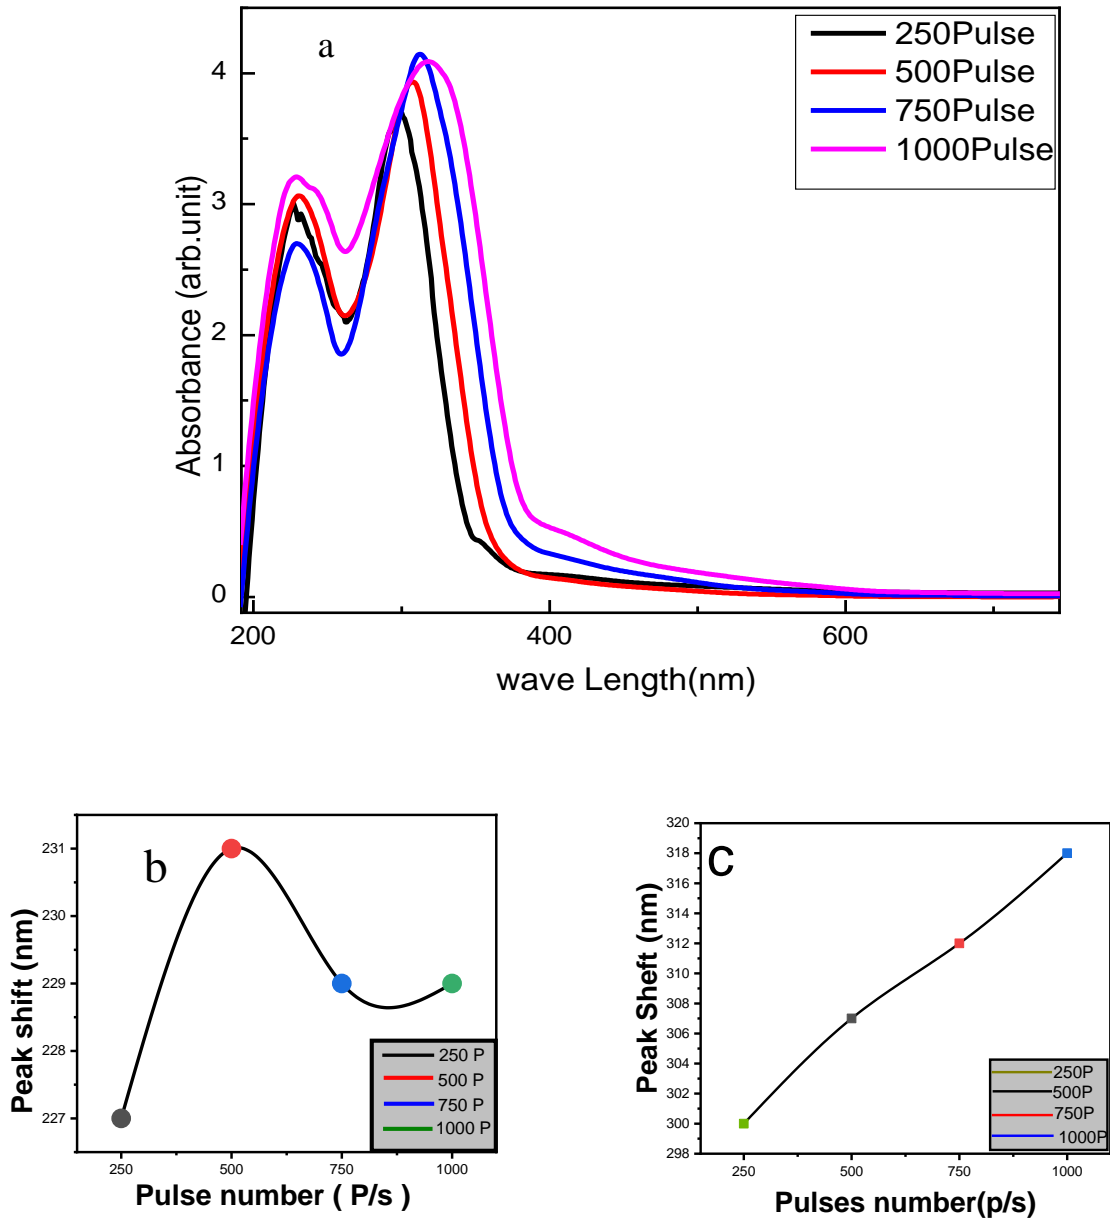 a
250Pulse
500Pulse
750Pulse
1000Pulse
4
3
2
1
0
Absorbance (arb.unit)
200
400
600
wave Length(nm)
b
231
230
229
228
227
Peak shift (nm)
250 P
500 P
750 P
1000 P
250
500
750
1000
Pulse number ( P/s )
C
320
318
316
314
312
310
308
306
304
302
300
298
Peak Sheft (nm)
250P
500P
750P
1000P
250
500
750
1000
Pulses number(p/s)